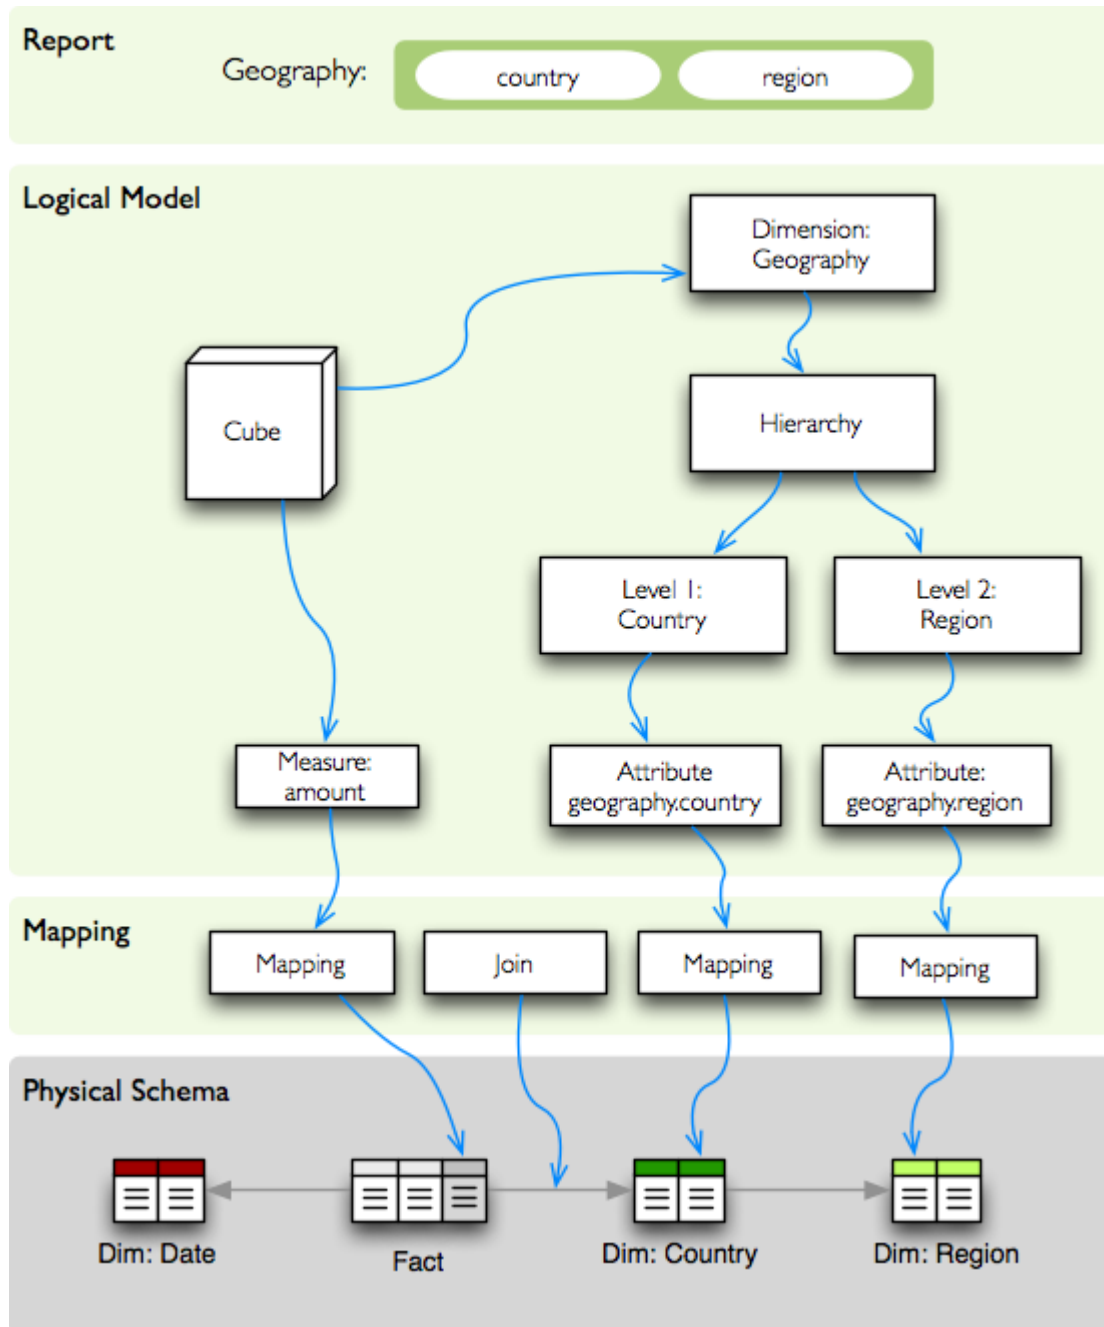 Report
Geography:
country
region
Logical Model
Dimension:
Geography
Cube
Hierarchy
Level 1:
Country
Level 2:
Region
Measure:
amount
Attribute
geography.country
Attribute:
geography.region
Mapping
Mapping
Join
Mapping
Mapping
Physical Schema
Dim: Date
Fact
Dim: Country
Dim: Region